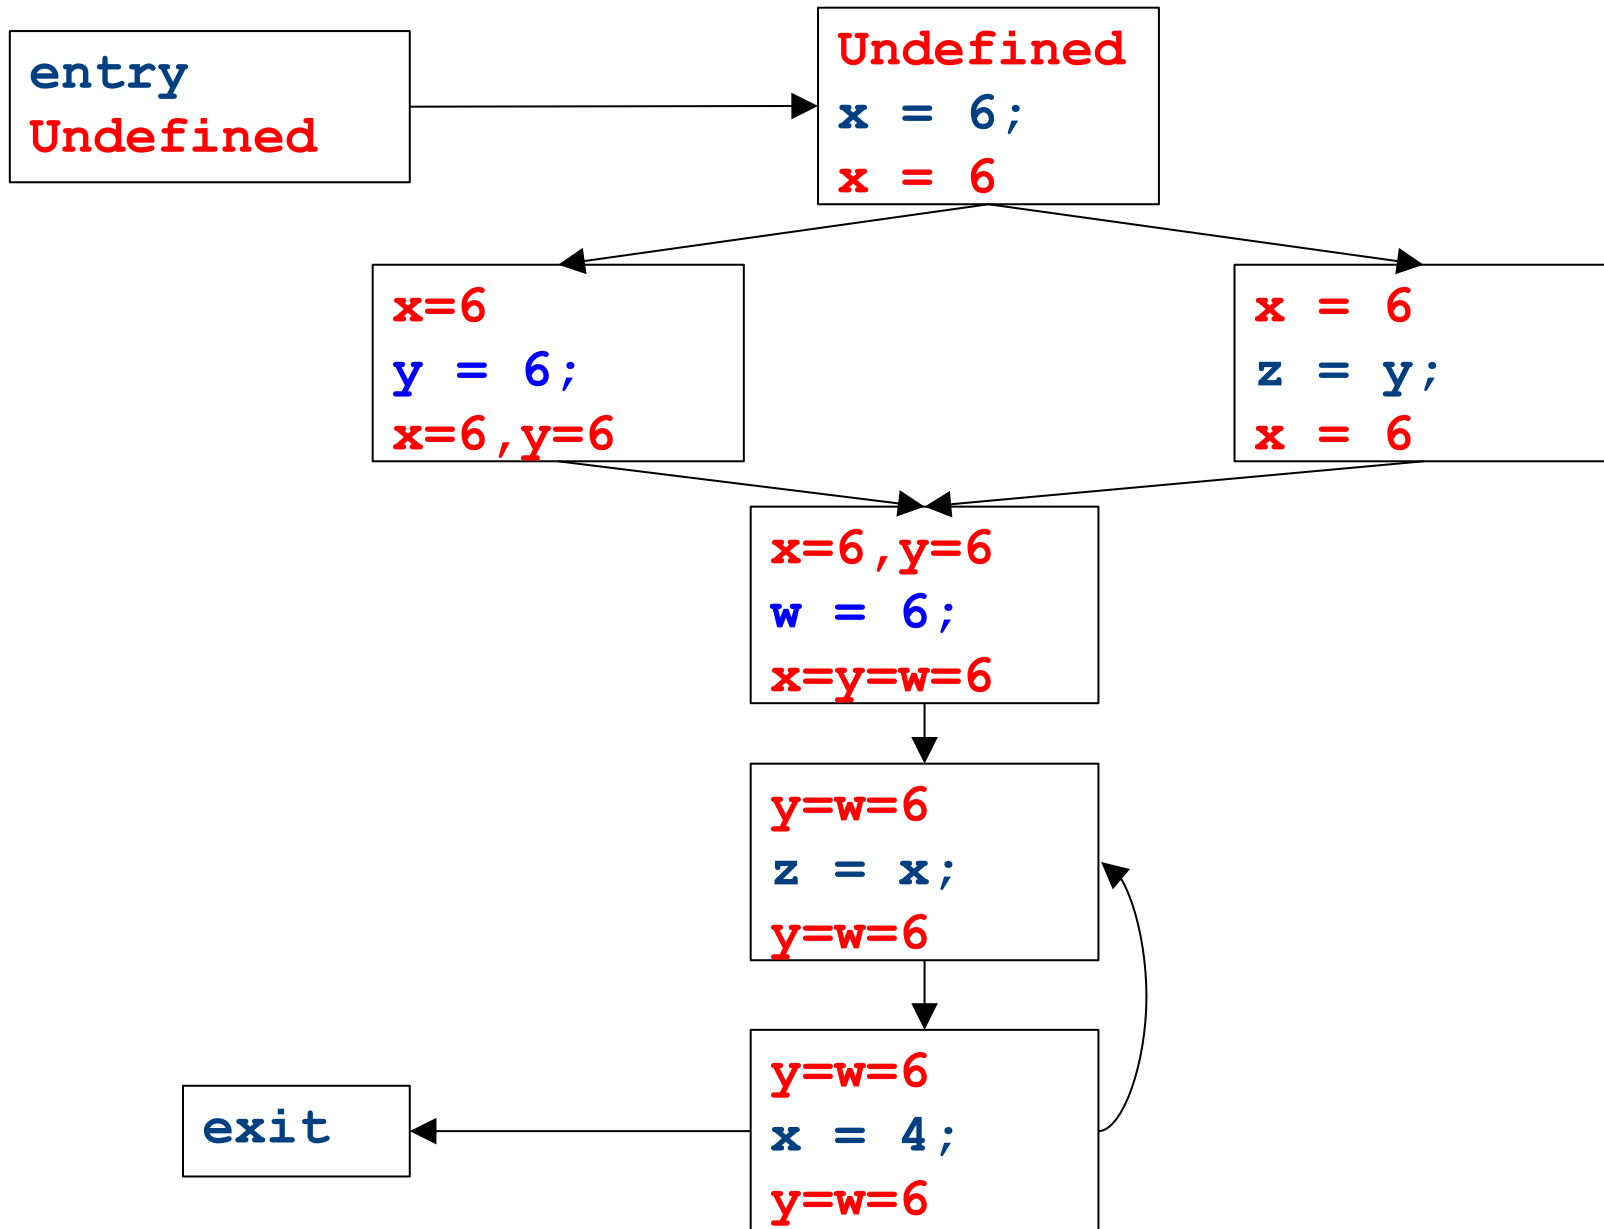 entry
Undefined
Undefined
x = 6;
x = 6
x=6
y = 6;
x=6,y=6
x = 6
z = y;
x = 6
x=6,y=6
w = 6;
x=y=w=6
y=w=6
z = x;
y=w=6
y=w=6
x = 4;
y=w=6
exit